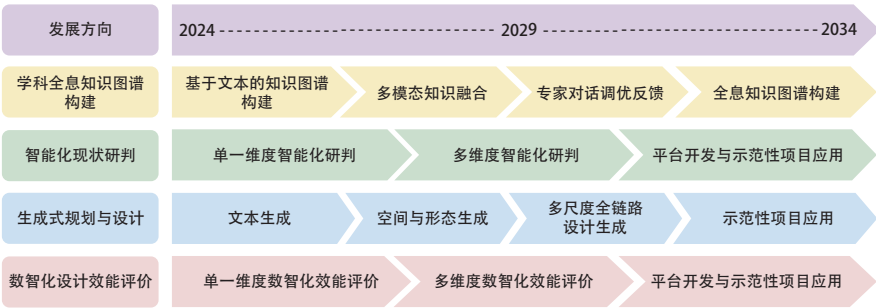 发展方向
2024
2029
2034
学科全息知识图谱
构建
基于文本的知识图谱
构建
多模态知识融合
专家对话调优反馈
全息知识图谱构建
智能化现状研判
单一维度智能化研判
多维度智能化研判
平台开发与示范性项目应用
生成式规划与设计
文本生成
空间与形态生成
多尺度全链路
设计生成
示范性项目应用
数智化设计效能评价
单一维度数智化效能评价
多维度数智化效能评价
平台开发与示范性项目应用